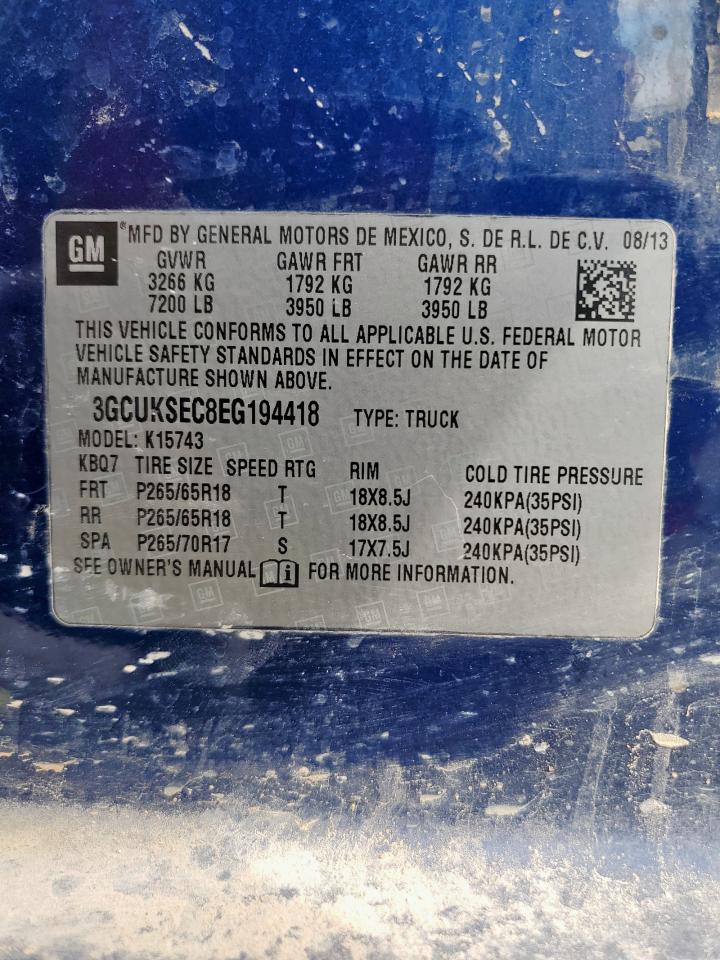 GM ®MFD BY GENERAL MOTORS DE MEXICO, S. DE R.L. DE C.V. 08/13
GVWR GAWR FRT GAWR RR
3266 KG 1792 KG 1792 KG
7200 LB 3950 LB 3950 LB
THIS VEHICLE CONFORMS TO ALL APPLICABLE U.S. FEDERAL MOTOR
VEHICLE SAFETY STANDARDS IN EFFECT ON THE DATE OF
MANUFACTURE SHOWN ABOVE.
3GCUKSEC8EG194418 TYPE: TRUCK
MODEL: K15743
KBQ7 TIRE SIZE SPEED RTG RIM COLD TIRE PRESSURE
FRT P265/65R18 T 18X8.5J 240KPA(35PSI)
RR P265/65R18 T 18X8.5J 240KPA(35PSI)
SPA P265/70R17 S 17X7.5J 240KPA(35PSI)
SEE OWNER'S MANUAL FOR MORE INFORMATION.